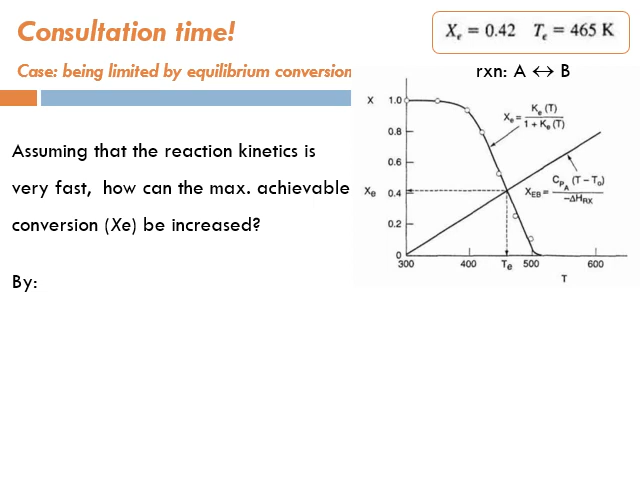 Consultation time!
Xe = 0.42 Te = 465 K
Case: being limited by equilibrium conversion
rxn: A ↔ B
Assuming that the reaction kinetics is
very fast, how can the max. achievable
conversion (Xe) be increased?
By:
X
1.0
0.8
0.6
Xe
0.4
0.2
0
Xe = Ke (T) / 1 + Ke (T)
XEB = CPA (T – To) / -ΔHRX
300
400
Te
500
600
T